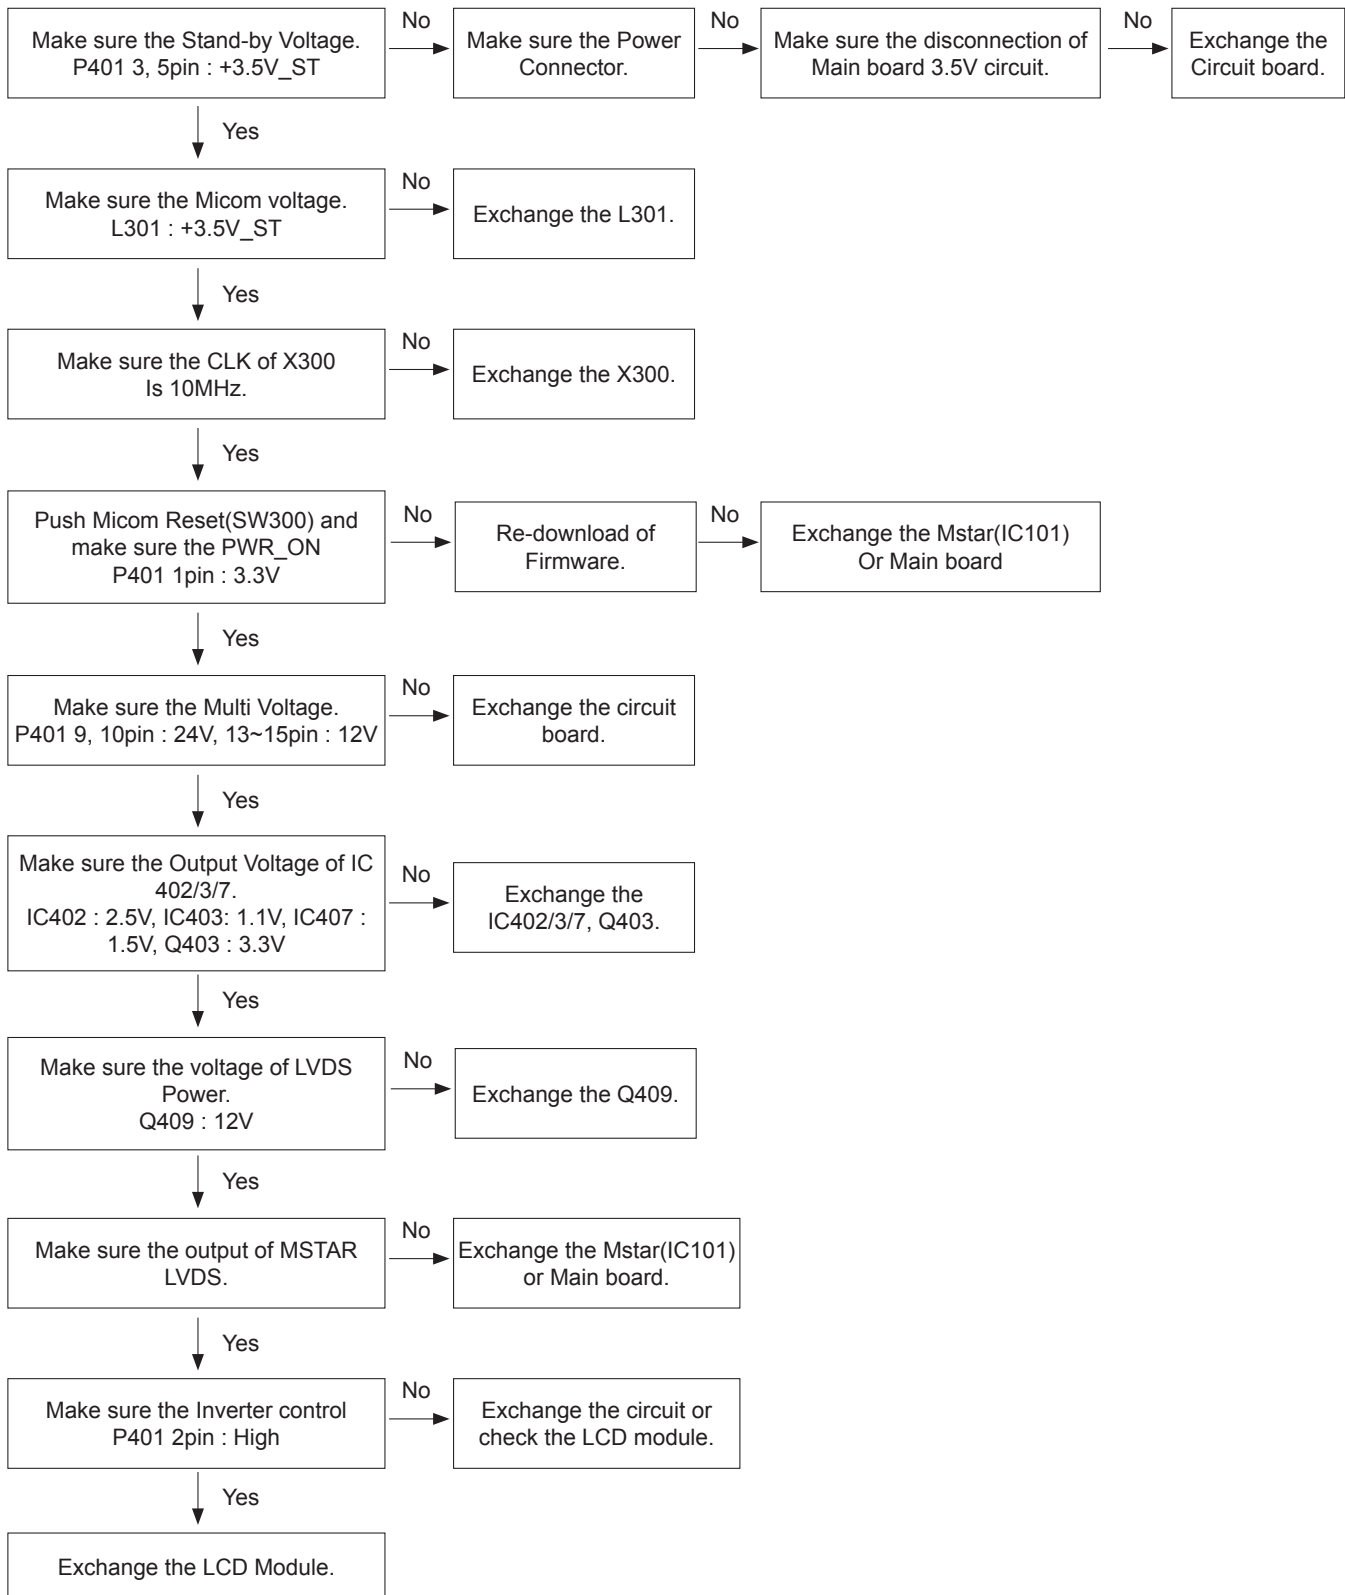 Make sure the Stand-by Voltage.
P401 3, 5pin : +3.5V_ST
No
Make sure the Power
Connector.
No
Make sure the disconnection of
Main board 3.5V circuit.
No
Exchange the
Circuit board.
Yes
Make sure the Micom voltage.
L301 : +3.5V_ST
No
Exchange the L301.
Yes
Make sure the CLK of X300
Is 10MHz.
No
Exchange the X300.
Yes
Push Micom Reset(SW300) and
make sure the PWR_ON
P401 1pin : 3.3V
No
Re-download of
Firmware.
No
Exchange the Mstar(IC101)
Or Main board
Yes
Make sure the Multi Voltage.
P401 9, 10pin : 24V, 13~15pin : 12V
No
Exchange the circuit
board.
Yes
Make sure the Output Voltage of IC
402/3/7.
IC402 : 2.5V, IC403: 1.1V, IC407 :
1.5V, Q403 : 3.3V
No
Exchange the
IC402/3/7, Q403.
Yes
Make sure the voltage of LVDS
Power.
Q409 : 12V
No
Exchange the Q409.
Yes
Make sure the output of MSTAR
LVDS.
No
Exchange the Mstar(IC101)
or Main board.
Yes
Make sure the Inverter control
P401 2pin : High
No
Exchange the circuit or
check the LCD module.
Yes
Exchange the LCD Module.